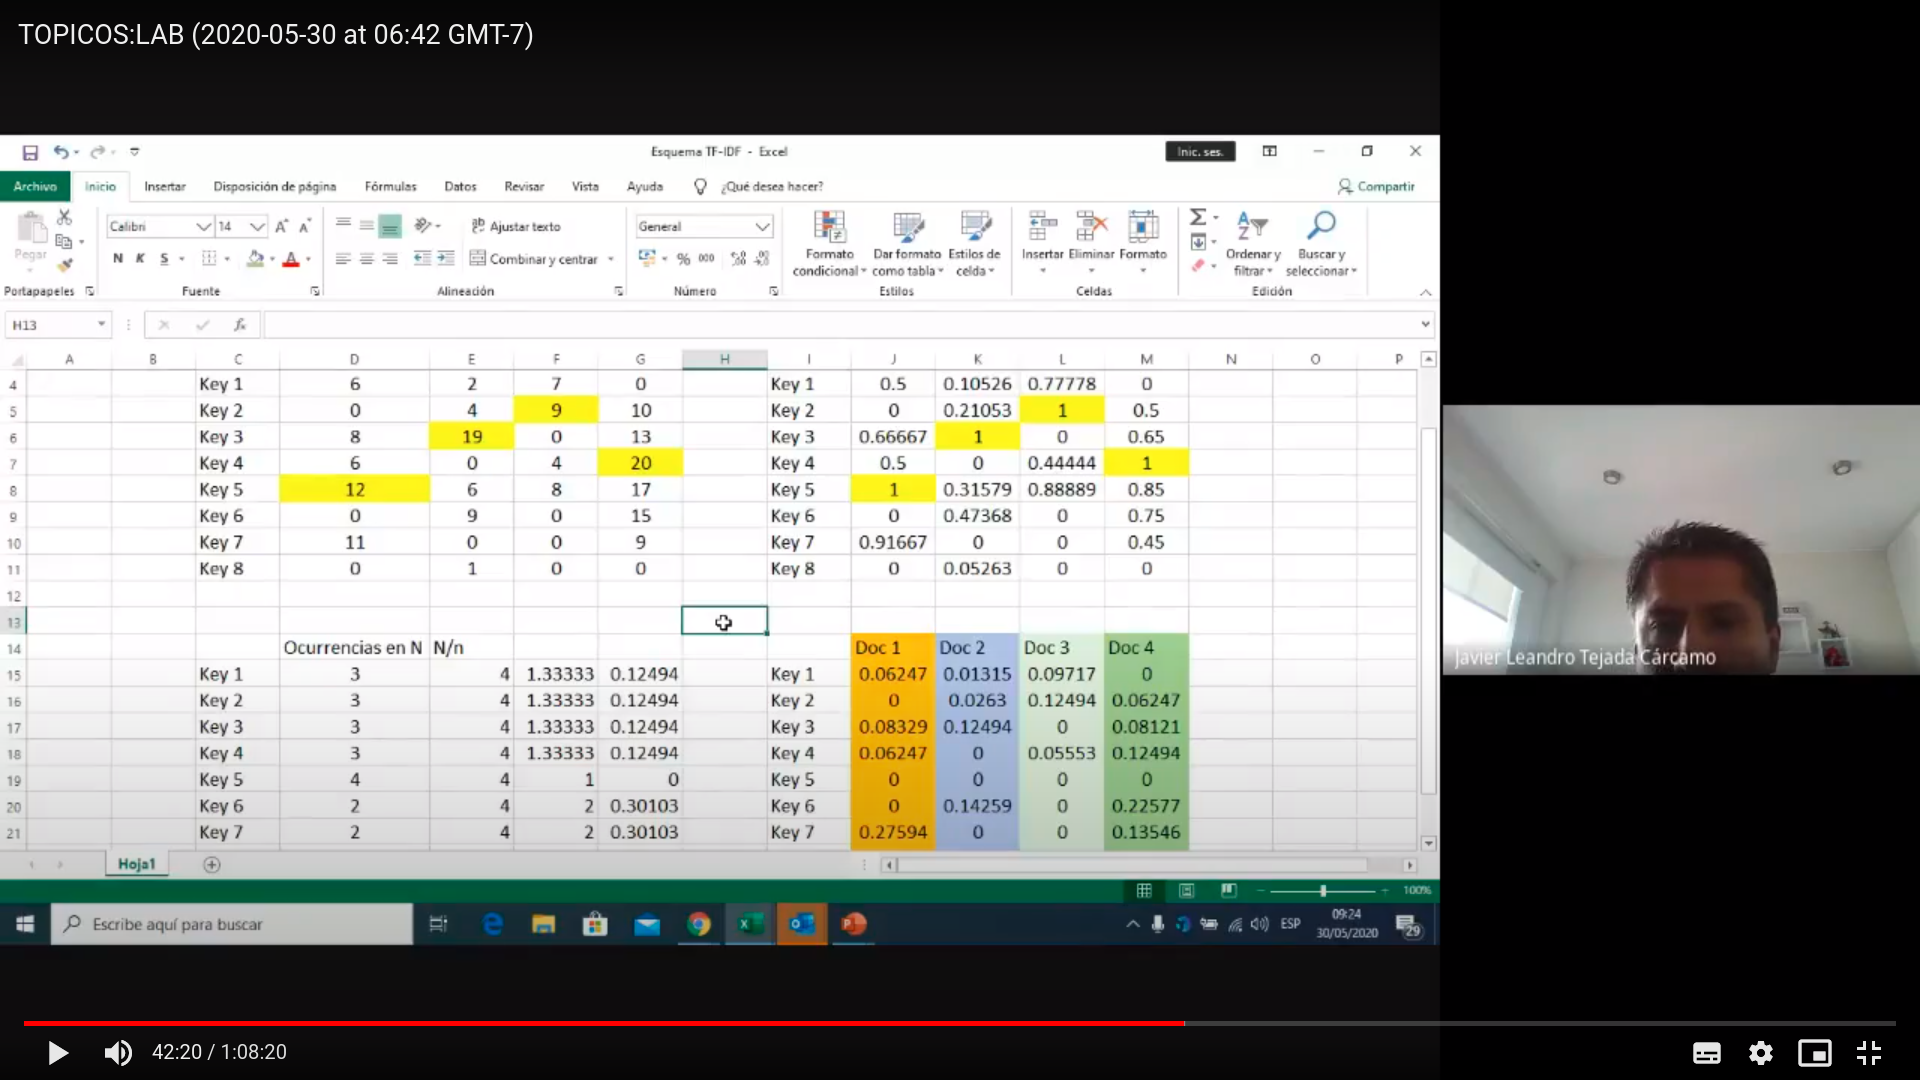 TOPICOS:LAB (2020-05-30 at 06:42 GMT-7)
Esquema TF-IDF - Excel
Inic. ses.
Archivo Inicio Insertar Disposición de página Fórmulas Datos Revisar Vista Ayuda ¿Qué desea hacer? Compartir
Pegar
Portapapeles
Calibri 14
N K S
Fuente
Ajustar texto
Combinar y centrar
Alineación
General
% 000
Número
Formato condicional
Dar formato como tabla
Estilos de celda
Estilos
Insertar Eliminar Formato
Celdas
Ordenar y filtrar
Buscar y seleccionar
Edición
H13 fx
A B C D E F G H I J K L M N O P
4 Key 1 6 2 7 0 Key 1 0.5 0.10526 0.77778 0
5 Key 2 0 4 9 10 Key 2 0 0.21053 1 0.5
6 Key 3 8 19 0 13 Key 3 0.66667 1 0 0.65
7 Key 4 6 0 4 20 Key 4 0.5 0 0.44444 1
8 Key 5 12 6 8 17 Key 5 1 0.31579 0.88889 0.85
9 Key 6 0 9 0 15 Key 6 0 0.47368 0 0.75
10 Key 7 11 0 0 9 Key 7 0.91667 0 0 0.45
11 Key 8 0 1 0 0 Key 8 0 0.05263 0 0
12
13
14 Ocurrencias en N N/n Doc 1 Doc 2 Doc 3 Doc 4
15 Key 1 3 4 1.33333 0.12494 Key 1 0.06247 0.01315 0.09717 0
16 Key 2 3 4 1.33333 0.12494 Key 2 0 0.0263 0.12494 0.06247
17 Key 3 3 4 1.33333 0.12494 Key 3 0.08329 0.12494 0 0.08121
18 Key 4 3 4 1.33333 0.12494 Key 4 0.06247 0 0.05553 0.12494
19 Key 5 4 4 1 0 Key 5 0 0 0 0
20 Key 6 2 4 2 0.30103 Key 6 0 0.14259 0 0.22577
21 Key 7 2 4 2 0.30103 Key 7 0.27594 0 0 0.13546
Hoja1
100%
Escribe aquí para buscar
ESP
09:24
30/05/2020
29
Javier Leandro Tejada Cárcamo
42:20 / 1:08:20